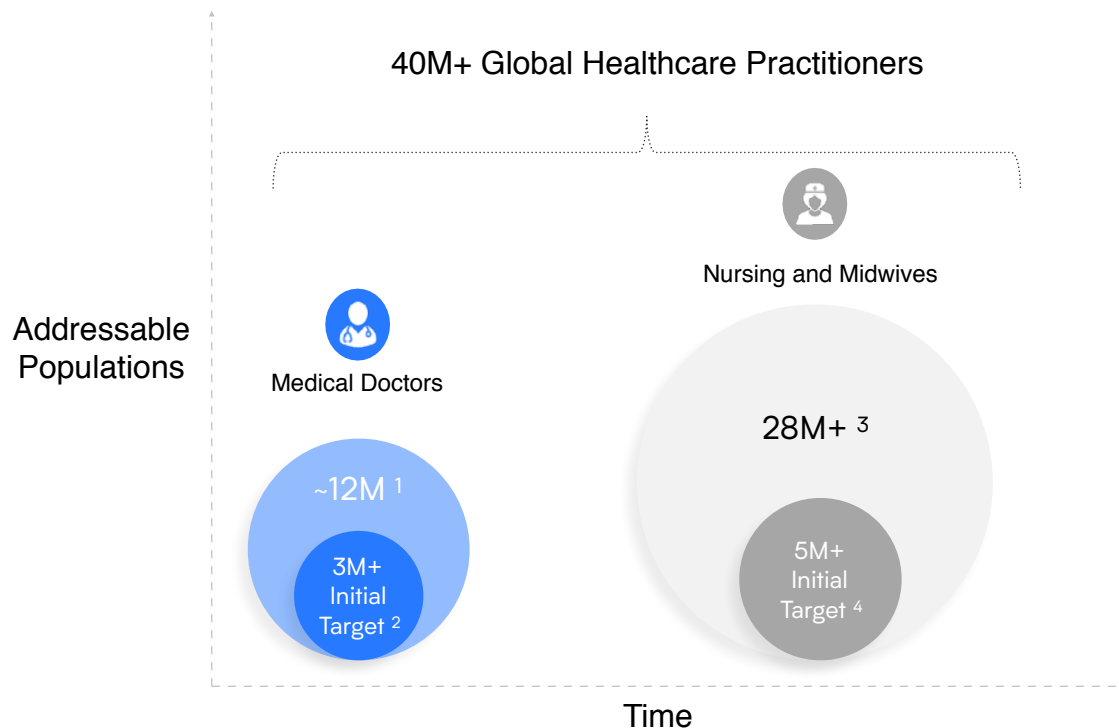 40M+ Global Healthcare Practitioners
Nursing and Midwives
Addressable
Populations
Medical Doctors
28M+ 3
~12M 1
3M+
Initial
Target 2
5M+
Initial
Target 4
Time